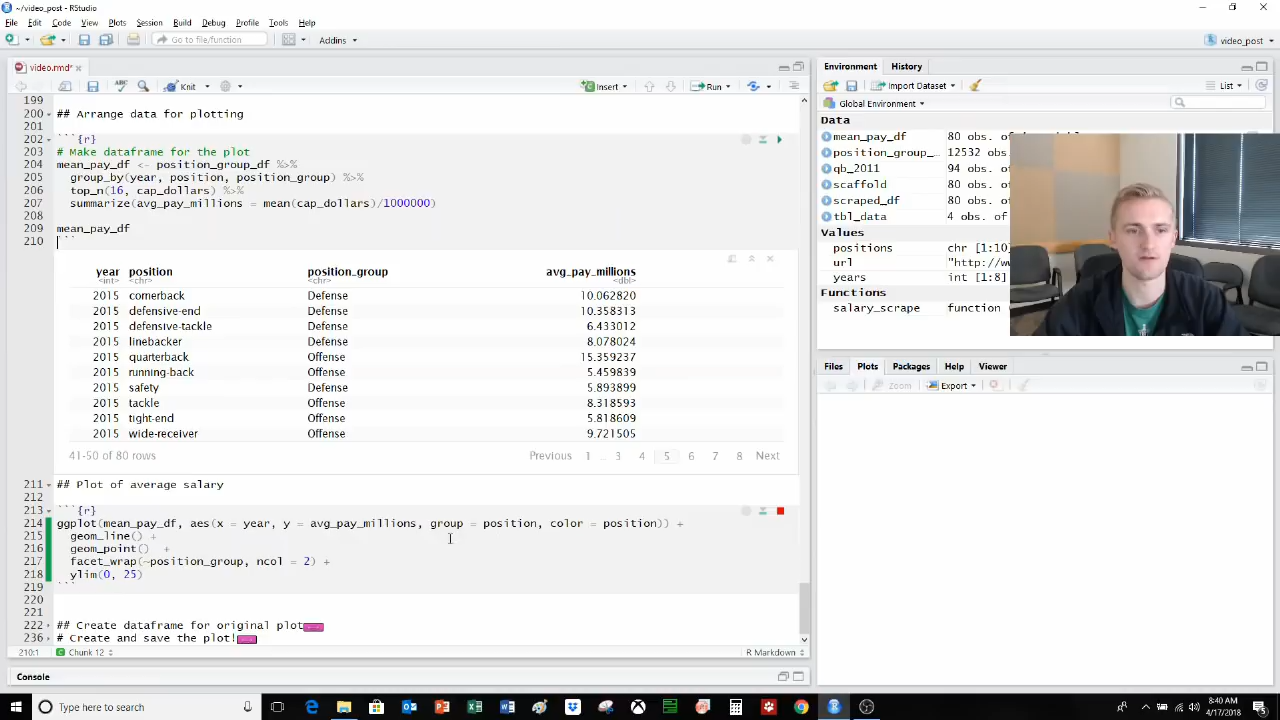 ~/video_post - RStudio
File Edit Code View Plots Session Build Debug Profile Tools Help
Go to file/function Addins
video_post
video.rmd*
ABC Knit Insert Run
199
200 ## Arrange data for plotting
201
202 ```{r}
203 # Make dataframe for the plot
204 mean_pay_df <- position_group_df %>%
205 group_by(year, position, position_group) %>%
206 top_n(16, cap_dollars) %>%
207 summarize(avg_pay_millions = mean(cap_dollars)/1000000)
208
209 mean_pay_df
210 ```
year position position_group avg_pay_millions
<int> <chr> <chr> <dbl>
2015 cornerback Defense 10.062820
2015 defensive-end Defense 10.358313
2015 defensive-tackle Defense 6.433012
2015 linebacker Defense 8.078024
2015 quarterback Offense 15.359237
2015 running-back Offense 5.459839
2015 safety Defense 5.893899
2015 tackle Offense 8.318593
2015 tight-end Offense 5.818609
2015 wide-receiver Offense 9.721505
41-50 of 80 rows Previous 1 ... 3 4 5 6 7 8 Next
211 ## Plot of average salary
212
213 ```{r}
214 ggplot(mean_pay_df, aes(x = year, y = avg_pay_millions, group = position, color = position)) +
215 geom_line() +
216 geom_point() +
217 facet_wrap(~position_group, ncol = 2) +
218 ylim(0, 25)
219 ```
220
221
222 ## Create dataframe for original plot
236 # Create and save the plot!
210:1 Chunk 12 R Markdown
Console
Environment History
Import Dataset List
Global Environment
Data
mean_pay_df 80 obs. of
position_group_… 12532 obs
qb_2011 94 obs. of
scaffold 80 obs. of
scraped_df 80 obs. of
tbl_data 4 obs. of
Values
positions chr [1:10]
url "http://w
years int [1:8]
Functions
salary_scrape function
Files Plots Packages Help Viewer
Zoom Export
Type here to search
8:40 AM
4/17/2018